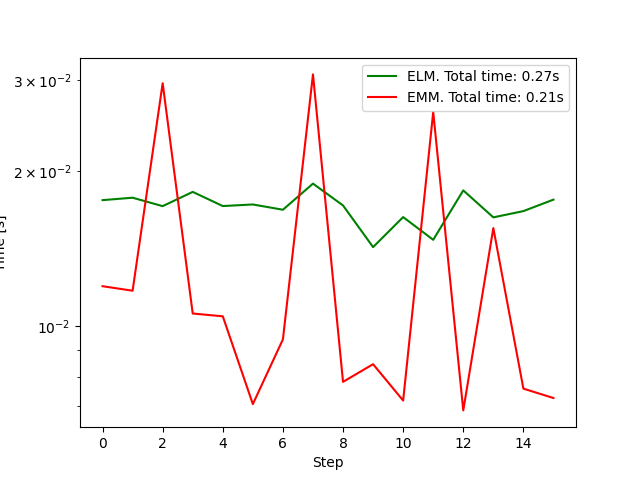 ELM. Total time: 0.27s
EMM. Total time: 0.21s
3 × 10⁻²
2 × 10⁻²
10⁻²
Time [s]
0 2 4 6 8 10 12 14
Step